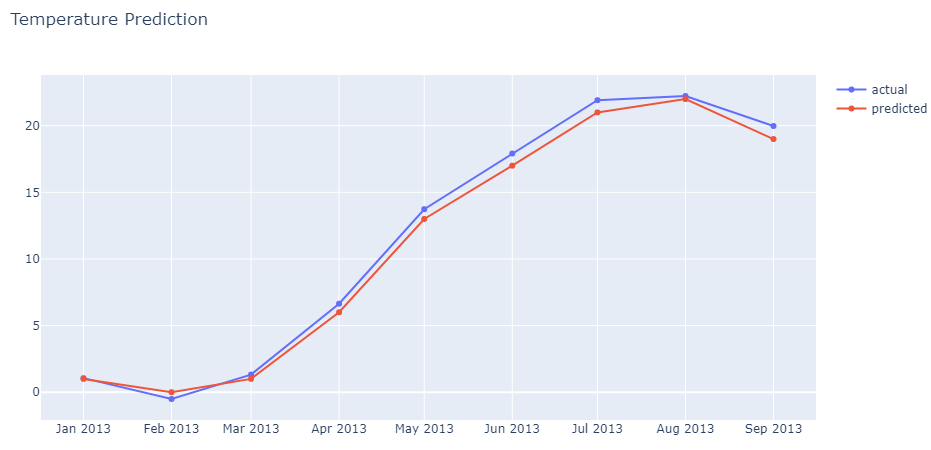 Temperature Prediction
actual
predicted
20
15
10
5
0
Jan 2013 Feb 2013 Mar 2013 Apr 2013 May 2013 Jun 2013 Jul 2013 Aug 2013 Sep 2013